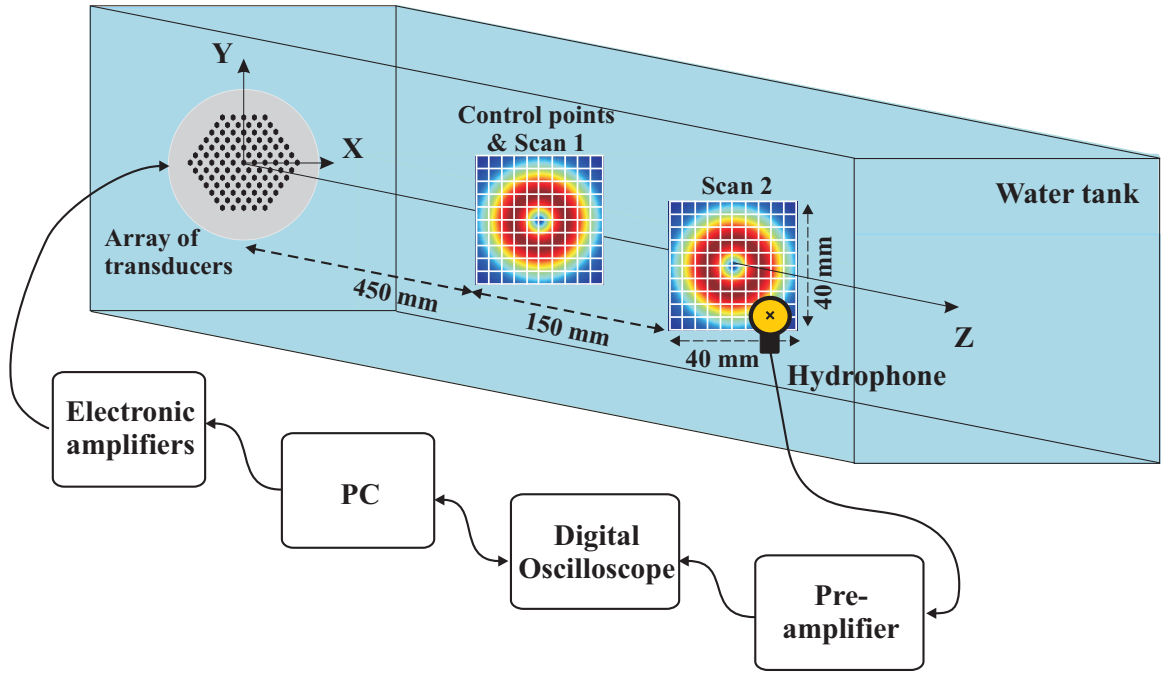 Y
X
Control points
& Scan 1
Scan 2
Water tank
Array of
transducers
450 mm
150 mm
40 mm
40 mm
Z
Hydrophone
Electronic
amplifiers
PC
Digital
Oscilloscope
Pre-
amplifier